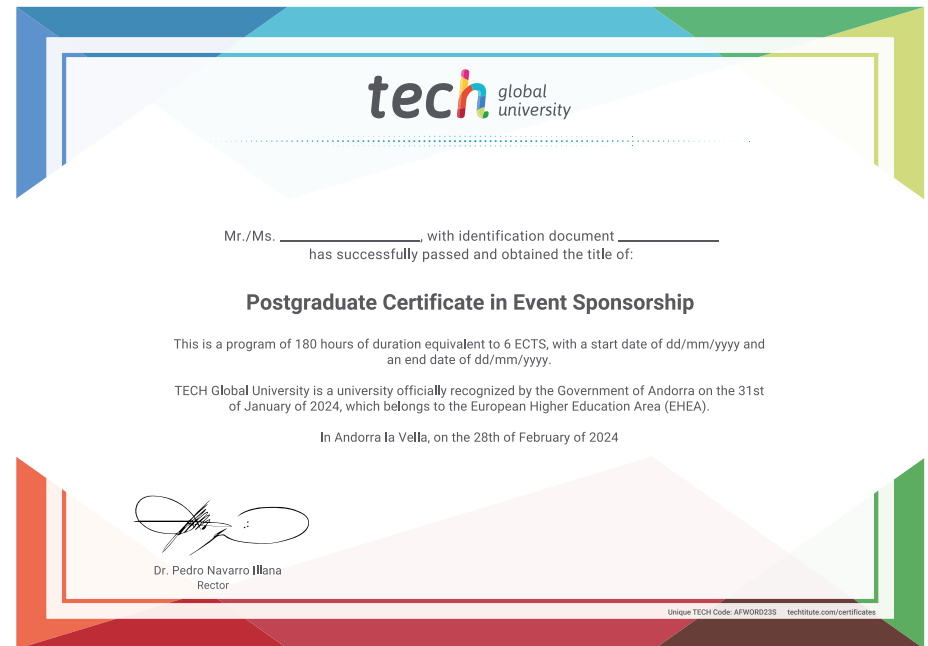 tech global university
Mr./Ms. ____________, with identification document ____________
has successfully passed and obtained the title of:
Postgraduate Certificate in Event Sponsorship
This is a program of 180 hours of duration equivalent to 6 ECTS, with a start date of dd/mm/yyyy and
an end date of dd/mm/yyyy.
TECH Global University is a university officially recognized by the Government of Andorra on the 31st
of January of 2024, which belongs to the European Higher Education Area (EHEA).
In Andorra la Vella, on the 28th of February of 2024
Dr. Pedro Navarro Illana
Rector
Unique TECH Code: AFWORD23S techtitute.com/certificates